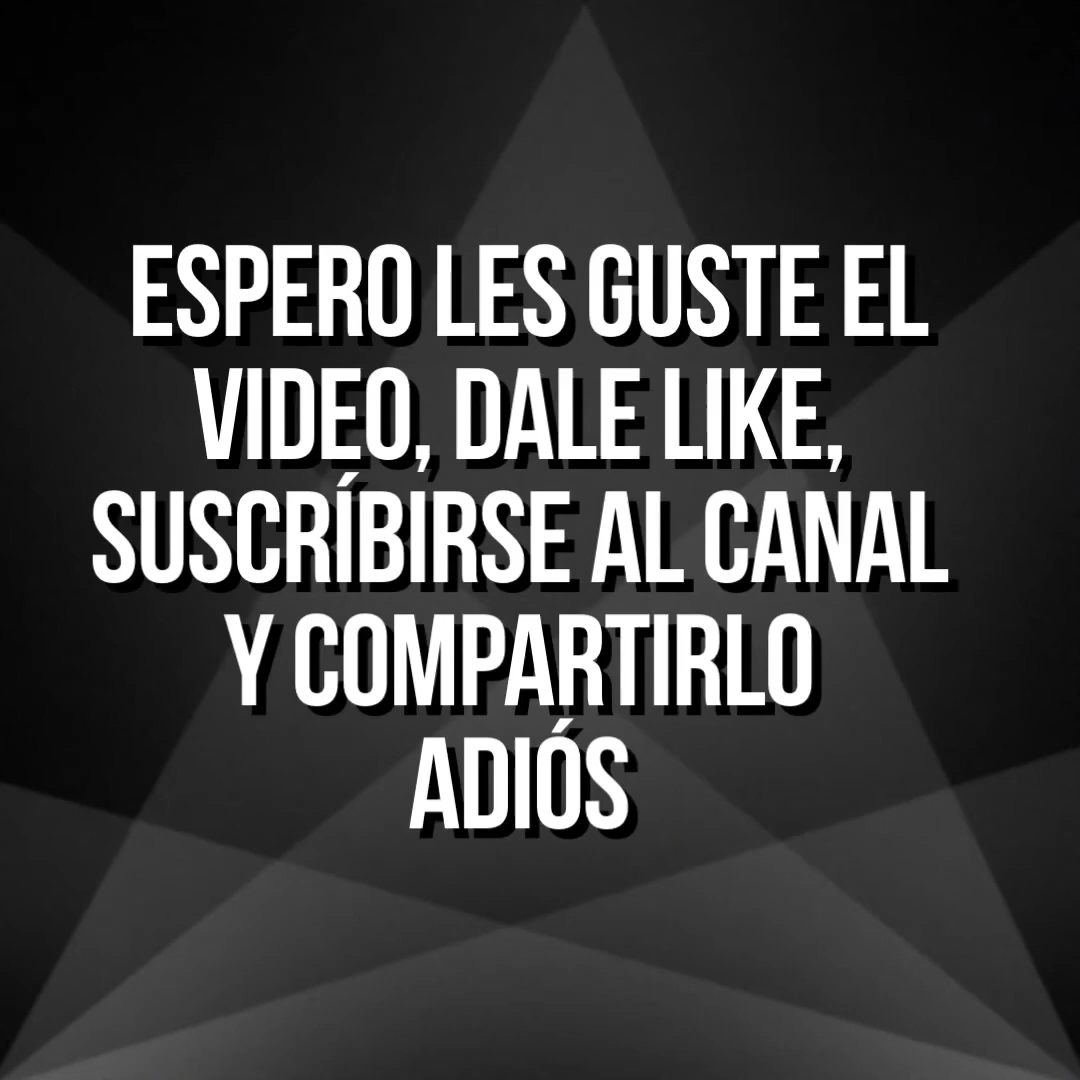 ESPERO LES GUSTE EL
VIDEO, DALE LIKE,
SUSCRÍBIRSE AL CANAL
Y COMPARTIRLO
ADIÓS